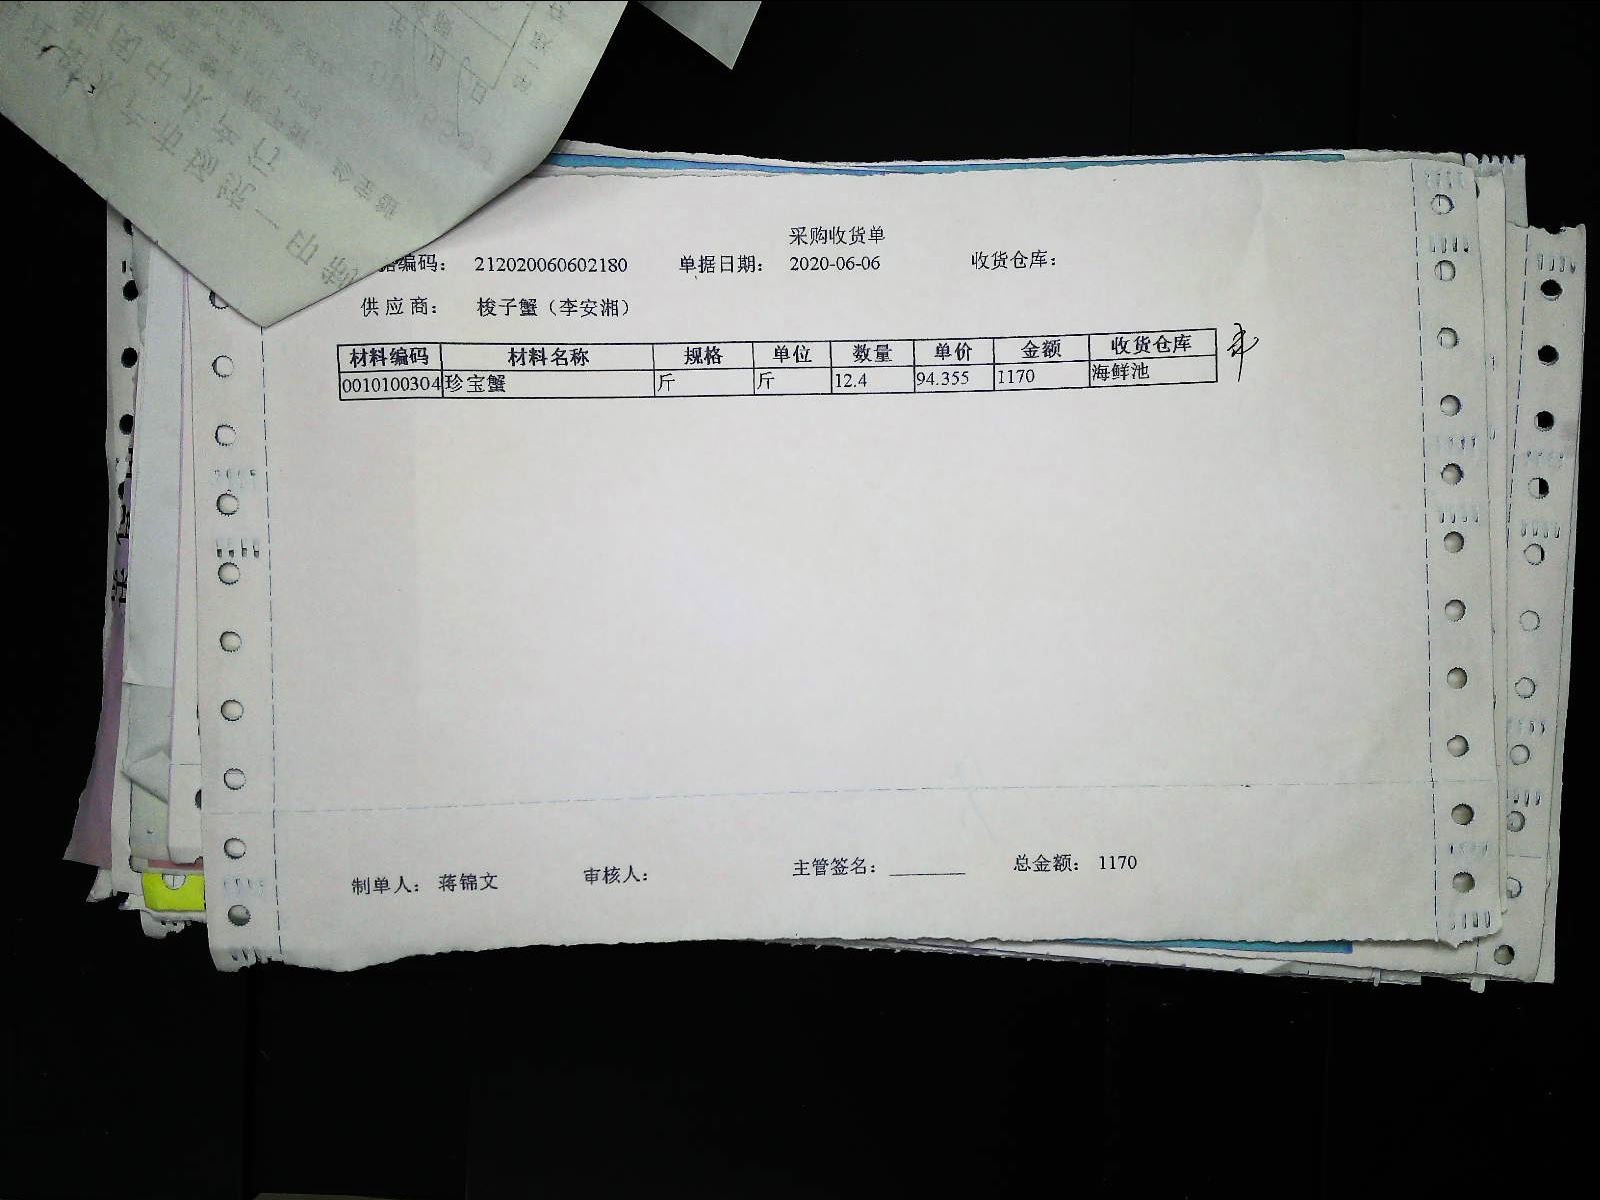 采购收货单
据编码： 212020060602180 单据日期： 2020-06-06 收货仓库：
供应商： 梭子蟹（李安湘）
材料编码 材料名称 规格 单位 数量 单价 金额 收货仓库
0010100304 珍宝蟹 斤 斤 12.4 94.355 1170 海鲜池
制单人： 蒋锦文 审核人： 主管签名：________ 总金额： 1170